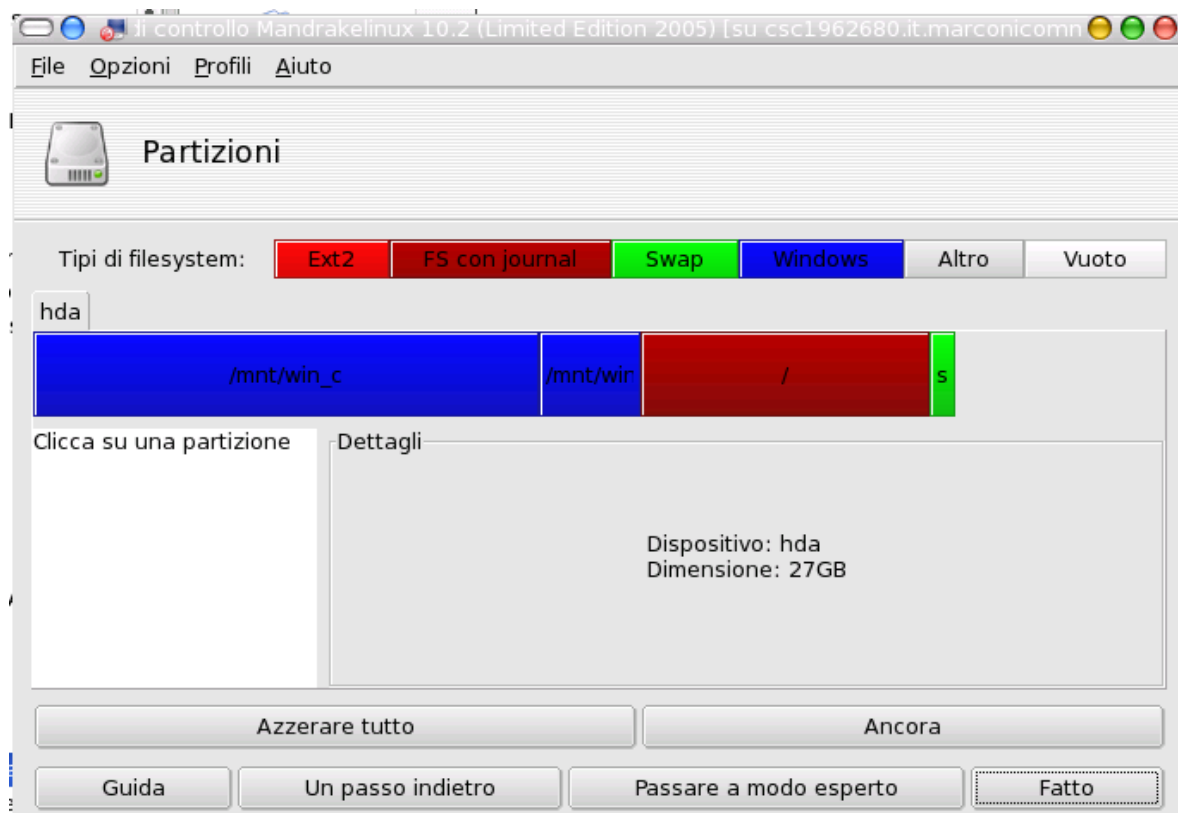 di controllo Mandrakelinux 10.2 (Limited Edition 2005) [su csc1962680.it.marconicomn
File Opzioni Profili Aiuto
Partizioni
Tipi di filesystem: Ext2 FS con journal Swap Windows Altro Vuoto
hda
/mnt/win_c /mnt/win / s
Clicca su una partizione
Dettagli
Dispositivo: hda
Dimensione: 27GB
Azzerare tutto Ancora
Guida Un passo indietro Passare a modo esperto Fatto